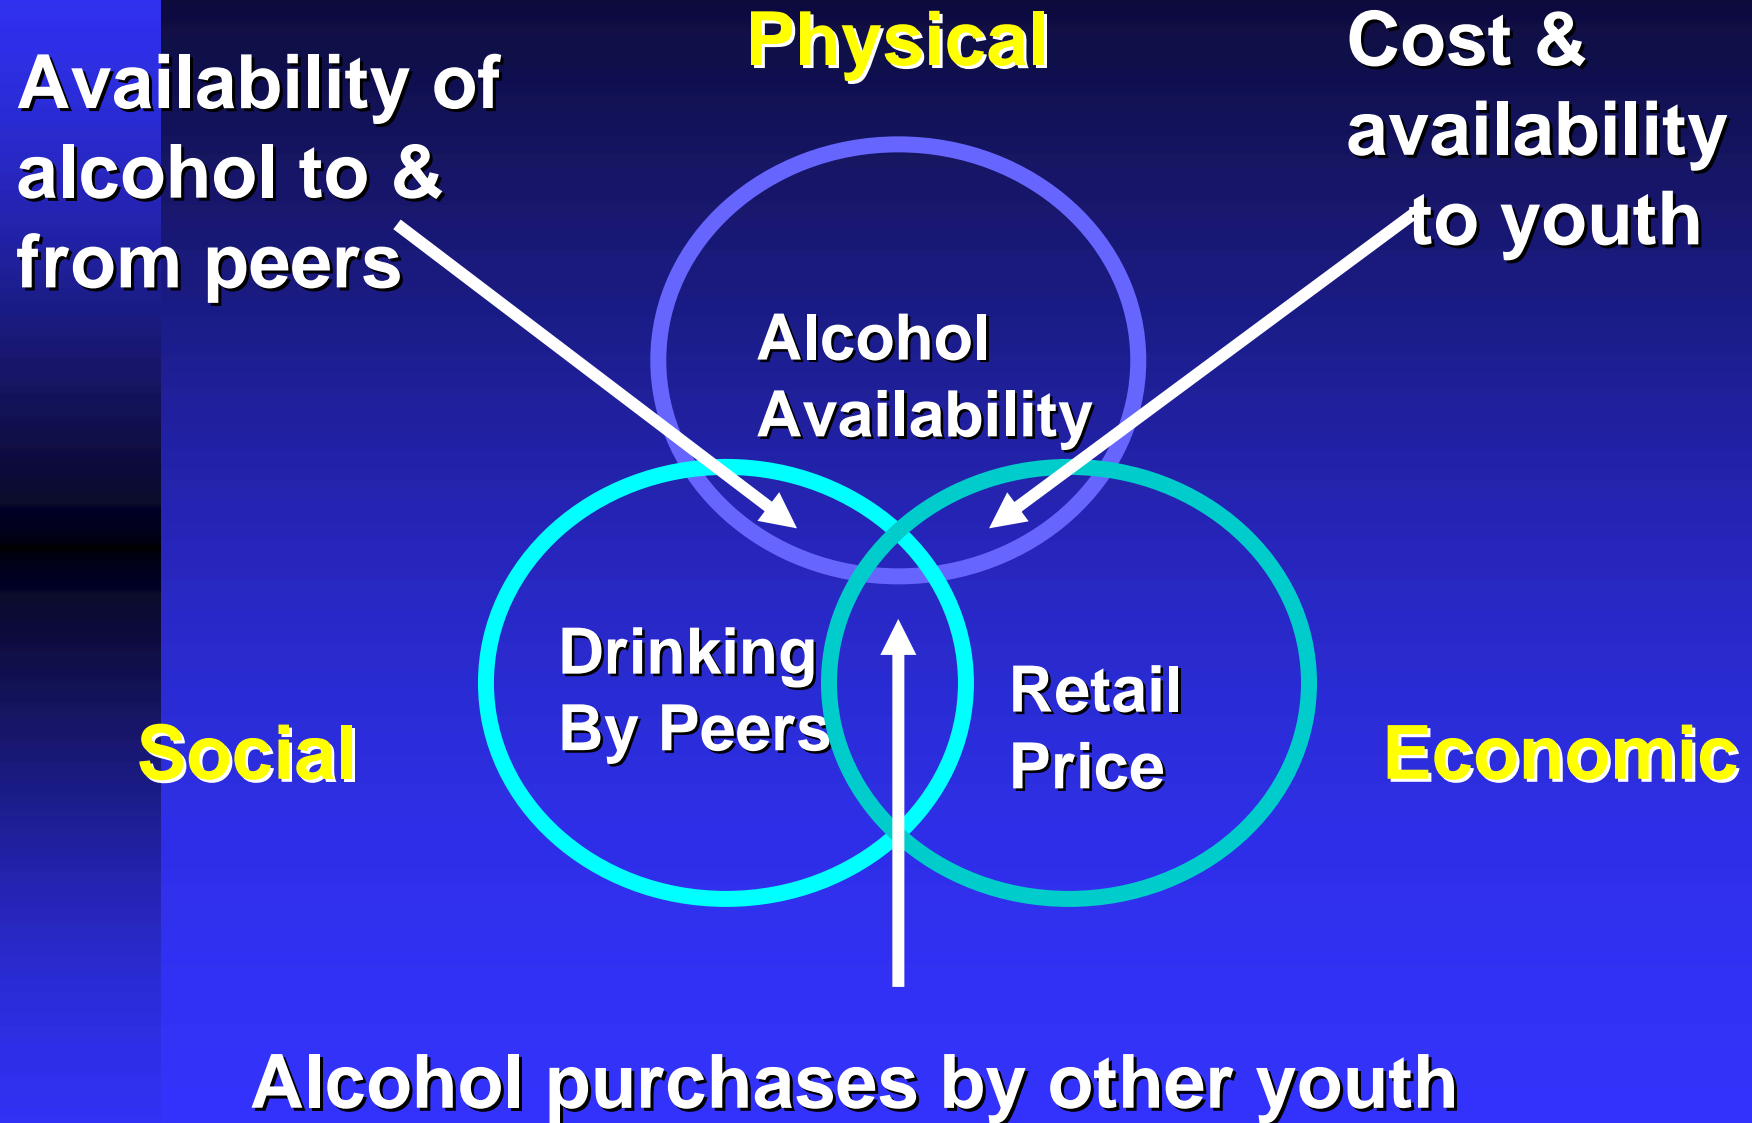 Physical
Availability of
alcohol to &
from peers
Cost &
availability
to youth
Alcohol
Availability
Drinking
By Peers
Retail
Price
Social
Economic
Alcohol purchases by other youth